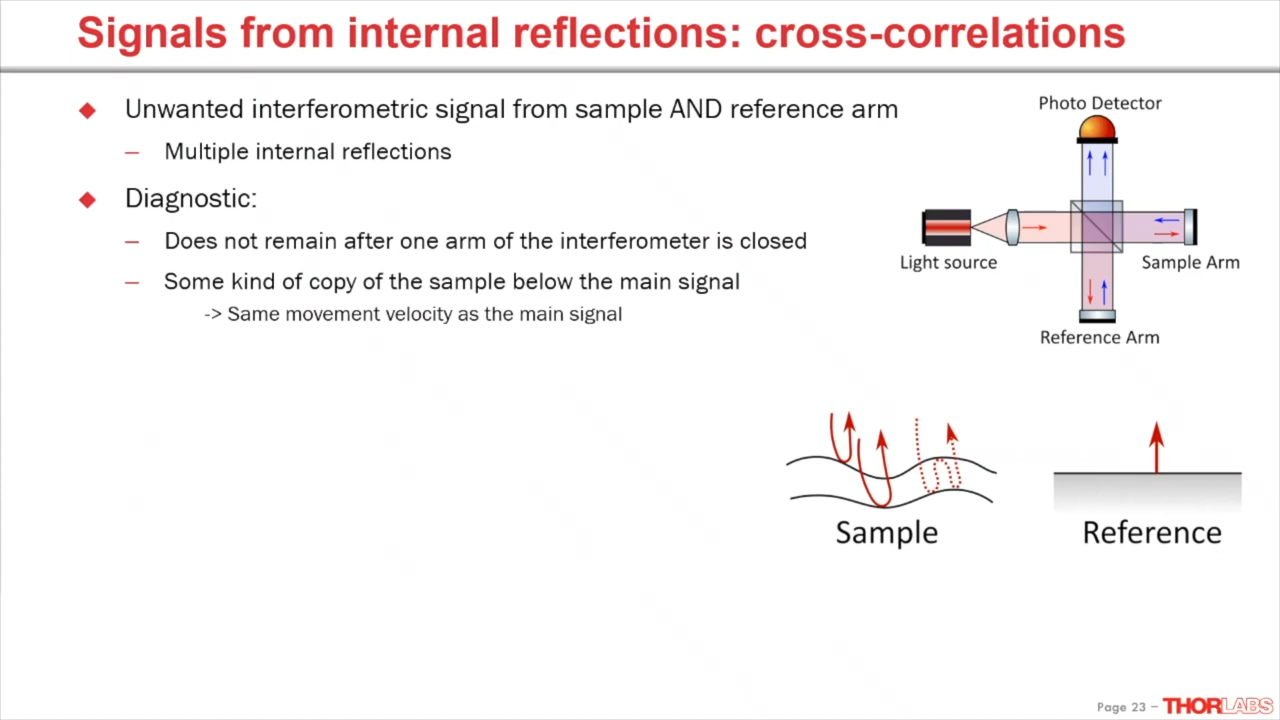 Signals from internal reflections: cross-correlations
Unwanted interferometric signal from sample AND reference arm
– Multiple internal reflections
Diagnostic:
– Does not remain after one arm of the interferometer is closed
– Some kind of copy of the sample below the main signal
-> Same movement velocity as the main signal
Photo Detector
Light source
Sample Arm
Reference Arm
Sample
Reference
Page 23 – THORLABS